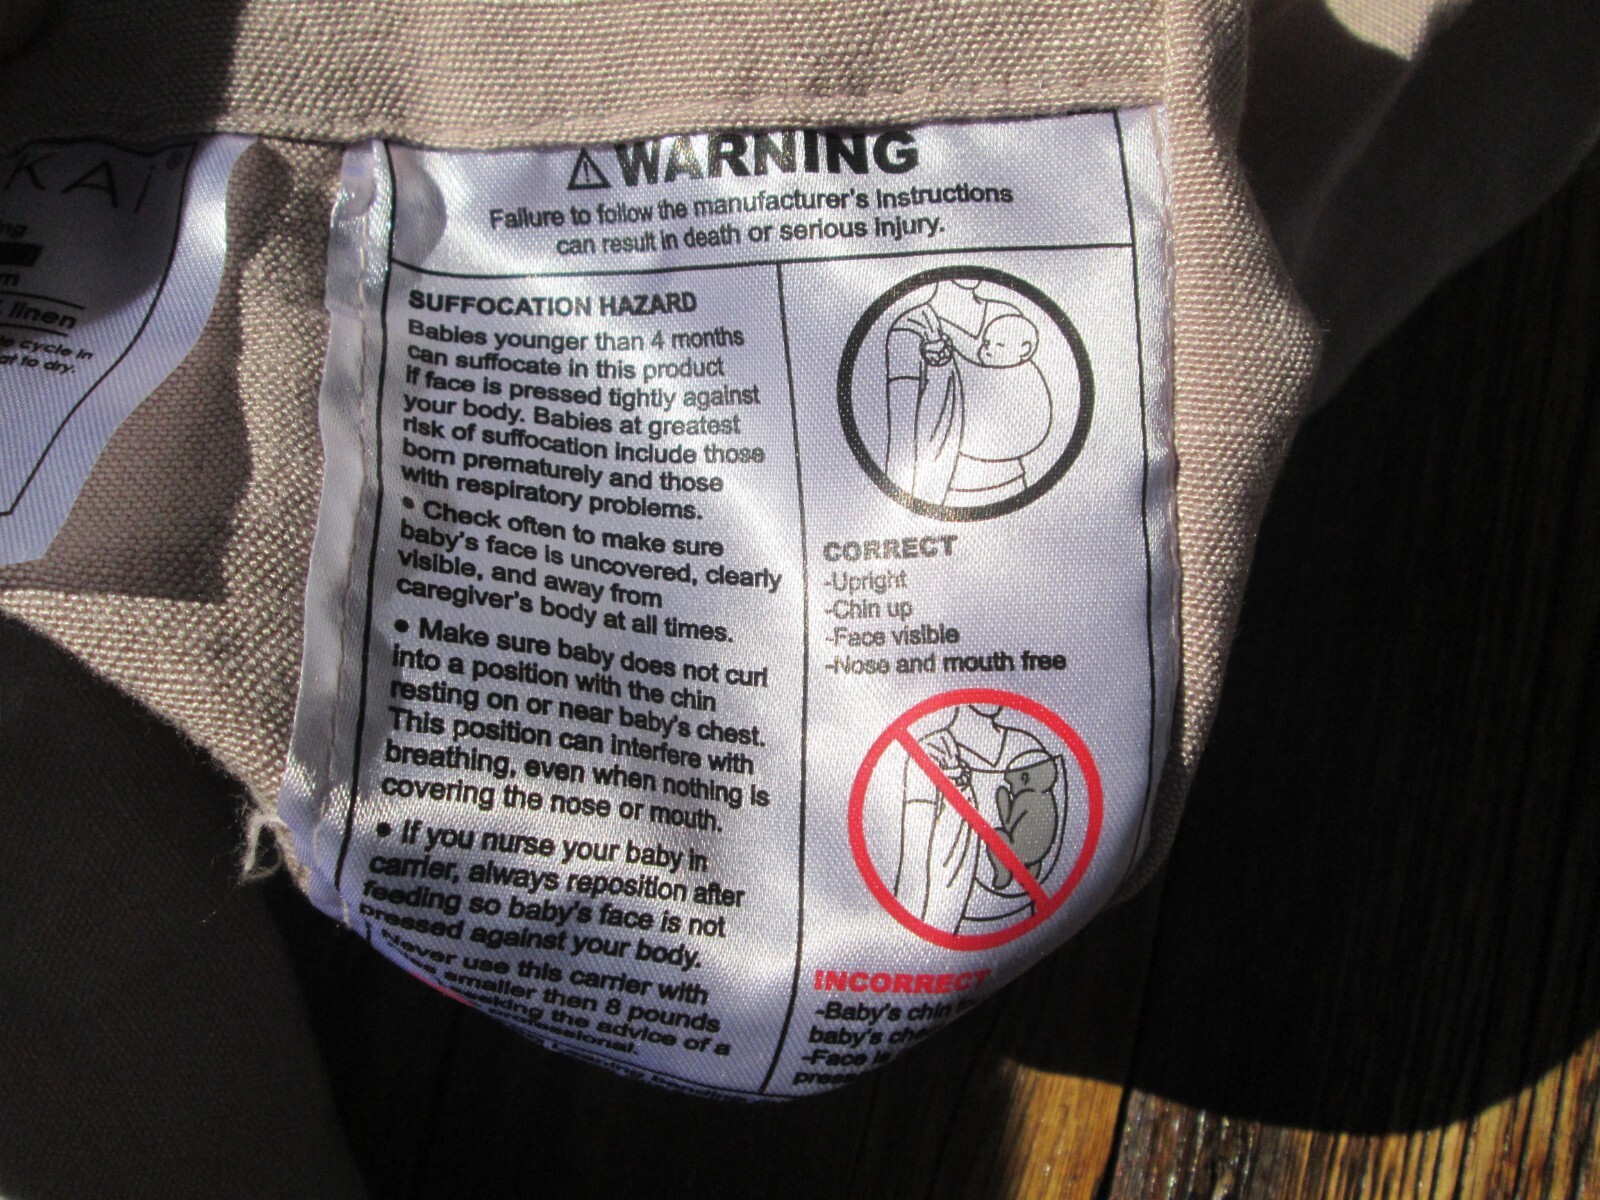 KAi®
linen
cycle in
to dry.
⚠WARNING
Failure to follow the manufacturer's instructions
can result in death or serious injury.
SUFFOCATION HAZARD
Babies younger than 4 months
can suffocate in this product
if face is pressed tightly against
your body. Babies at greatest
risk of suffocation include those
born prematurely and those
with respiratory problems.
• Check often to make sure
baby's face is uncovered, clearly
visible, and away from
caregiver's body at all times.
• Make sure baby does not curl
into a position with the chin
resting on or near baby's chest.
This position can interfere with
breathing, even when nothing is
covering the nose or mouth.
• If you nurse your baby in
carrier, always reposition after
feeding so baby's face is not
pressed against your body.
Never use this carrier with
smaller then 8 pounds
the advice of a
CORRECT
-Upright
-Chin up
-Face visible
-Nose and mouth free
INCORRECT
-Baby's chin
baby's
-Face is